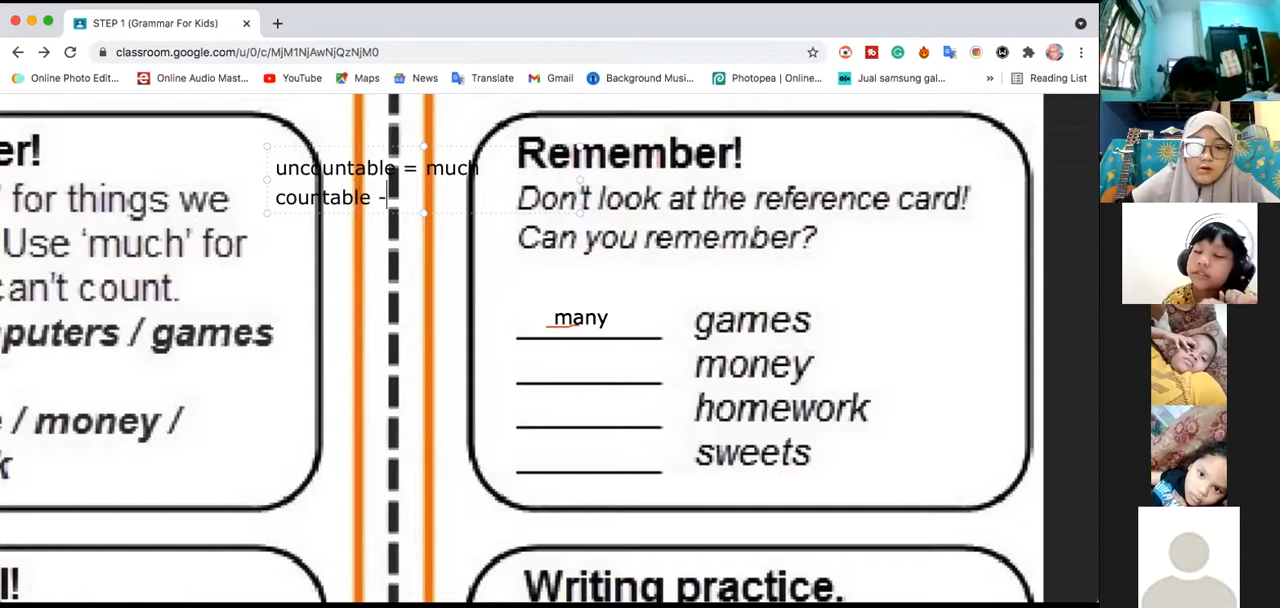 STEP 1 (Grammar For Kids)
classroom.google.com/u/0/c/MjM1NjAwNjQzNjM0
Online Photo Edit...
Online Audio Mast...
YouTube
Maps
News
Translate
Gmail
Background Musi...
Photopea | Online...
Jual samsung gal...
»
Reading List
er!
for things we
Use ‘much’ for
can't count.
puters / games
/ money /
k
uncountable = much
countable -
Remember!
Don't look at the reference card!
Can you remember?
many games
money
homework
sweets
!
Writing practice.